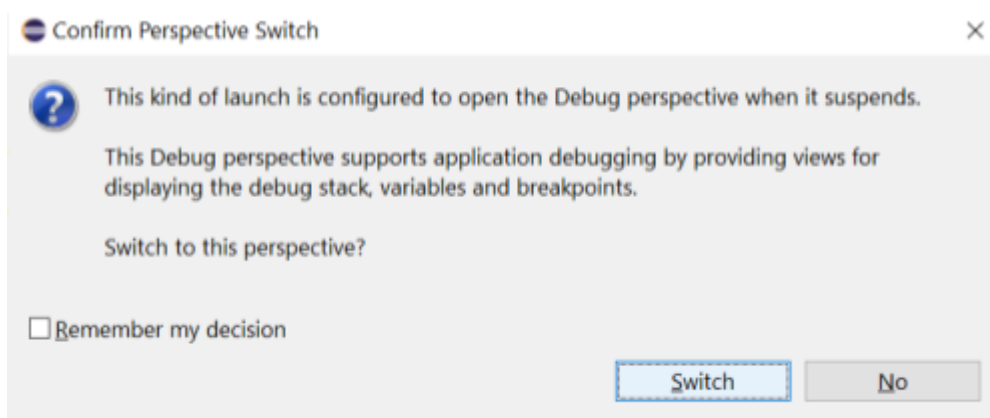 Confirm Perspective Switch
This kind of launch is configured to open the Debug perspective when it suspends.
This Debug perspective supports application debugging by providing views for
displaying the debug stack, variables and breakpoints.
Switch to this perspective?
Remember my decision
Switch
No